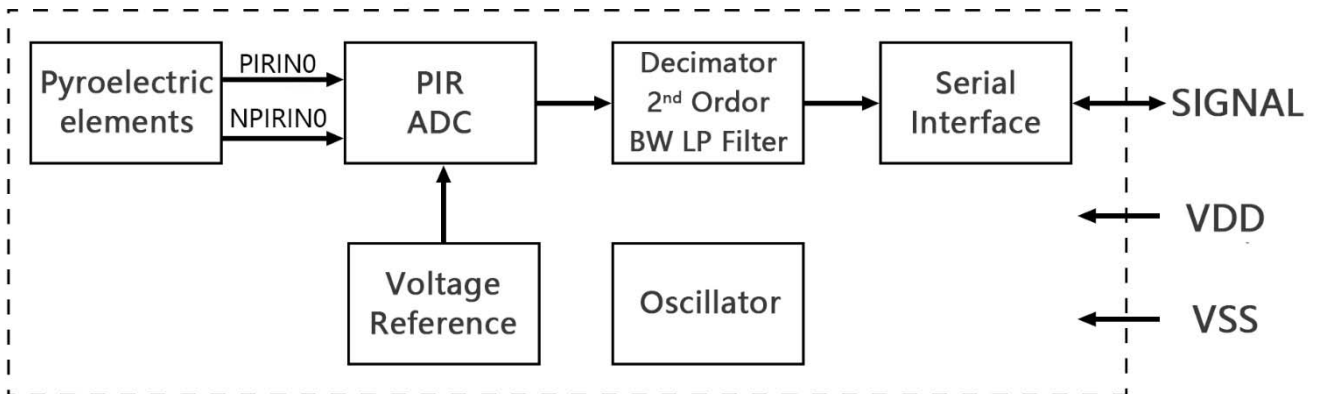 Pyroelectric
elements
PIRIN0
NPIRIN0
PIR
ADC
Decimator
2nd Ordor
BW LP Filter
Serial
Interface
SIGNAL
VDD
Voltage
Reference
Oscillator
VSS